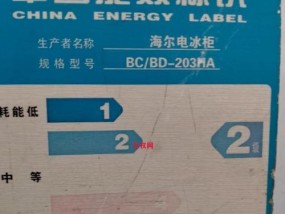 CHINA ENERGY LABEL
生产者名称 海尔电冰柜
规格型号 BC/BD-203HA
耗能低 1
2 2级
中等